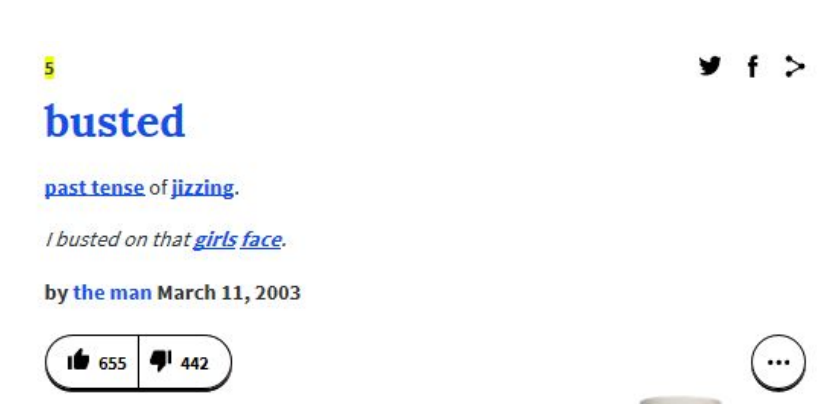 5
busted
past tense of jizzing.
I busted on that girls face.
by the man March 11, 2003
655 442